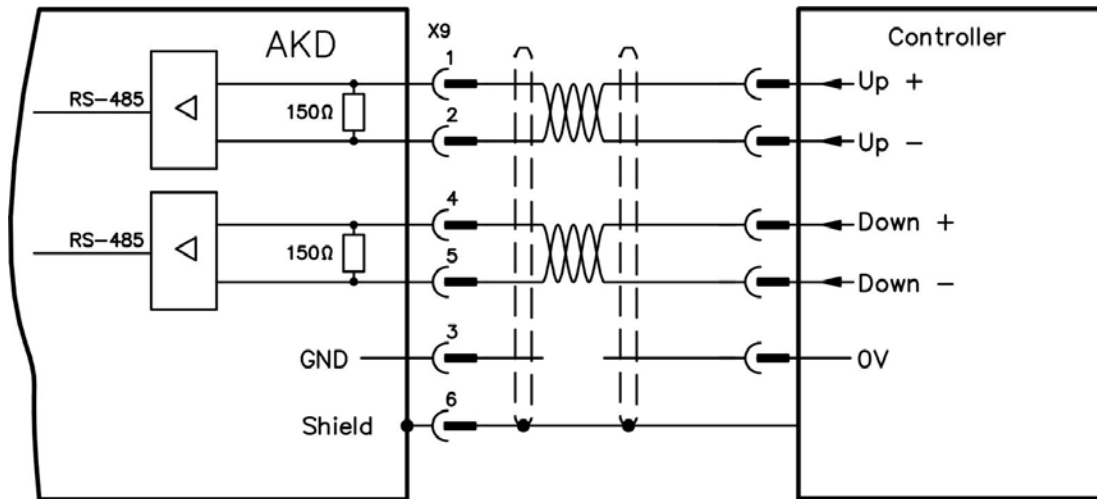 AKD
X9
Controller
1
Up +
RS-485
150Ω
2
Up -
4
Down +
RS-485
150Ω
5
Down -
3
GND
0V
6
Shield